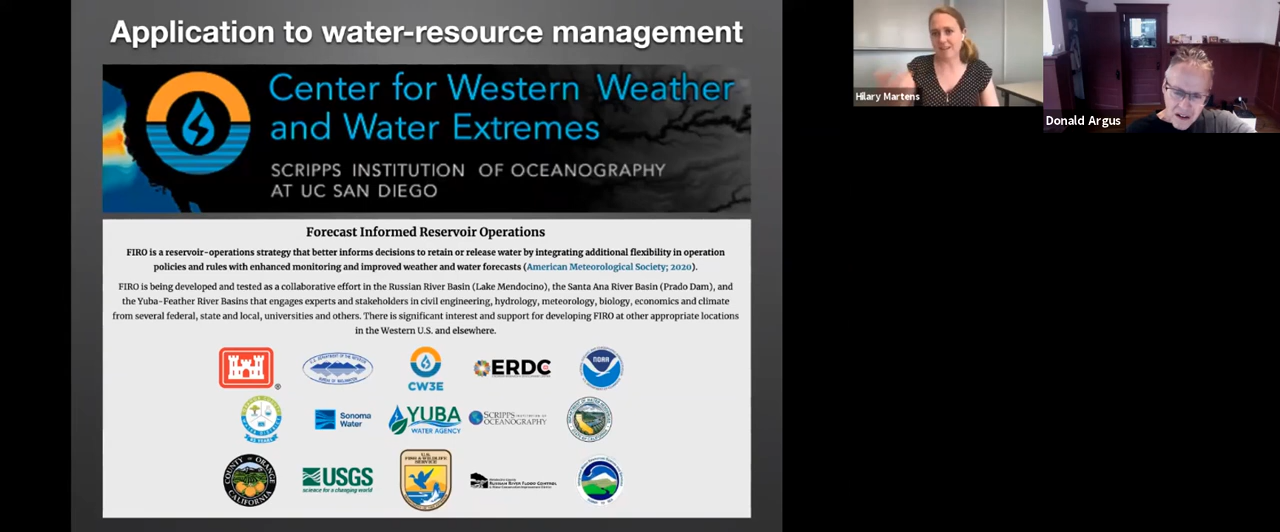 Application to water-resource management
Center for Western Weather
and Water Extremes
SCRIPPS INSTITUTION OF OCEANOGRAPHY
AT UC SAN DIEGO
Forecast Informed Reservoir Operations
FIRO is a reservoir-operations strategy that better informs decisions to retain or release water by integrating additional flexibility in operation
policies and rules with enhanced monitoring and improved weather and water forecasts (American Meteorological Society; 2020).
FIRO is being developed and tested as a collaborative effort in the Russian River Basin (Lake Mendocino), the Santa Ana River Basin (Prado Dam), and
the Yuba-Feather River Basins that engages experts and stakeholders in civil engineering, hydrology, meteorology, biology, economics and climate
from several federal, state and local, universities and others. There is significant interest and support for developing FIRO at other appropriate locations
in the Western U.S. and elsewhere.
®
CW3E
ERDC
NOAA
Sonoma
Water
YUBA
WATER AGENCY
SCRIPPS INSTITUTION OF
OCEANOGRAPHY
COUNTY OF ORANGE
CALIFORNIA
USGS
science for a changing world
U.S.
FISH & WILDLIFE
SERVICE
RUSSIAN RIVER FLOOD CONTROL
Hilary Martens
Donald Argus